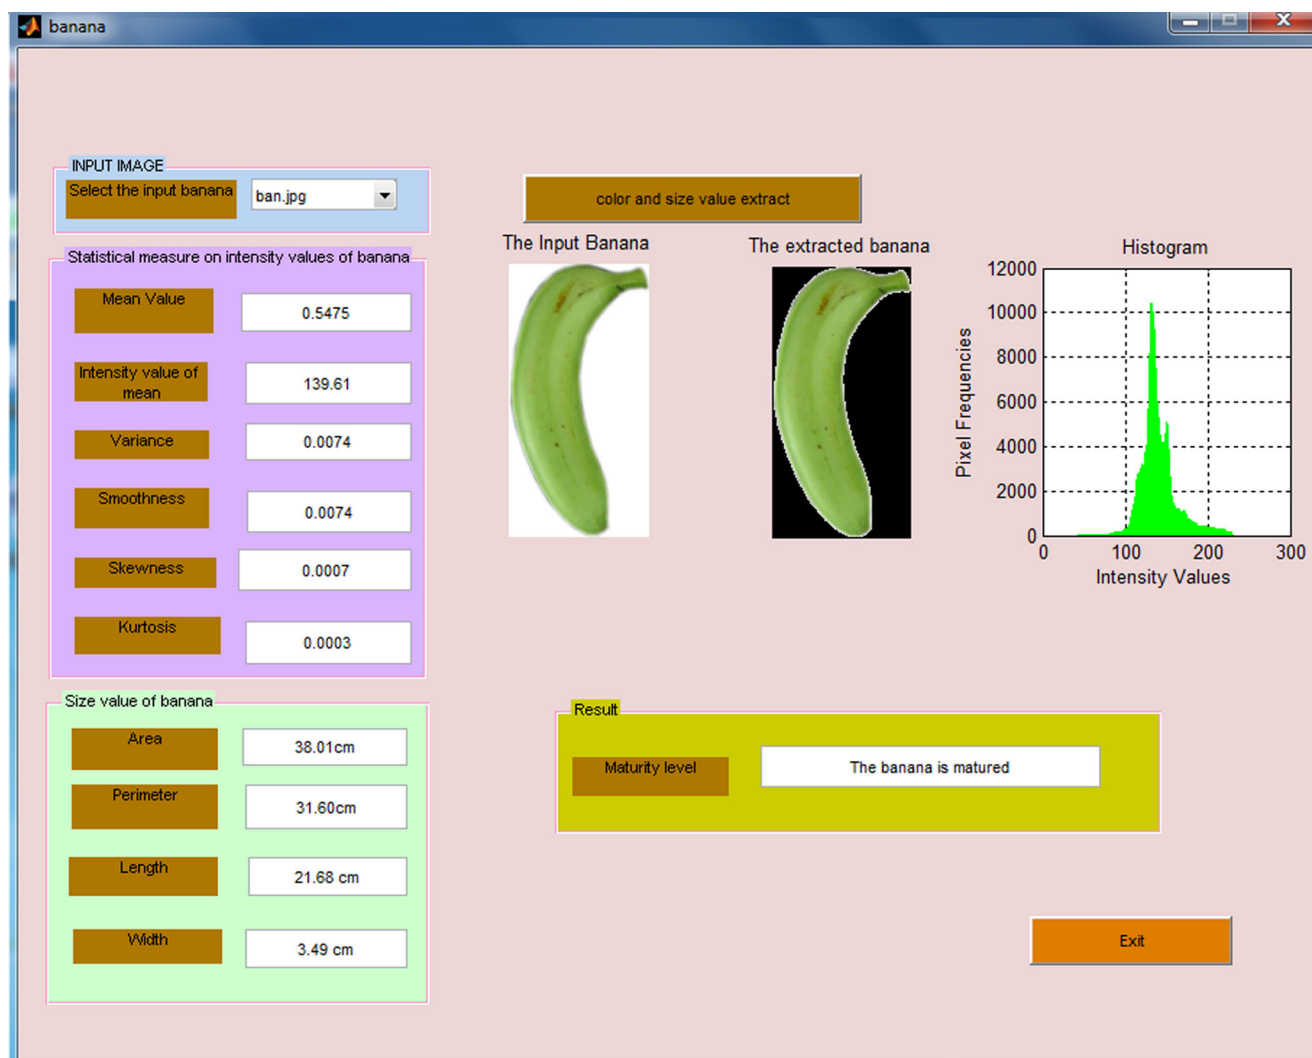 banana
INPUT IMAGE
Select the input banana
ban.jpg
Statistical measure on intensity values of banana
Mean Value
0.5475
Intensity value of
mean
139.61
Variance
0.0074
Smoothness
0.0074
Skewness
0.0007
Kurtosis
0.0003
Size value of banana
Area
38.01cm
Perimeter
31.60cm
Length
21.68 cm
Width
3.49 cm
color and size value extract
The Input Banana
The extracted banana
Histogram
12000
10000
8000
6000
4000
2000
0
Pixel Frequencies
0 100 200 300
Intensity Values
Result
Maturity level
The banana is matured
Exit